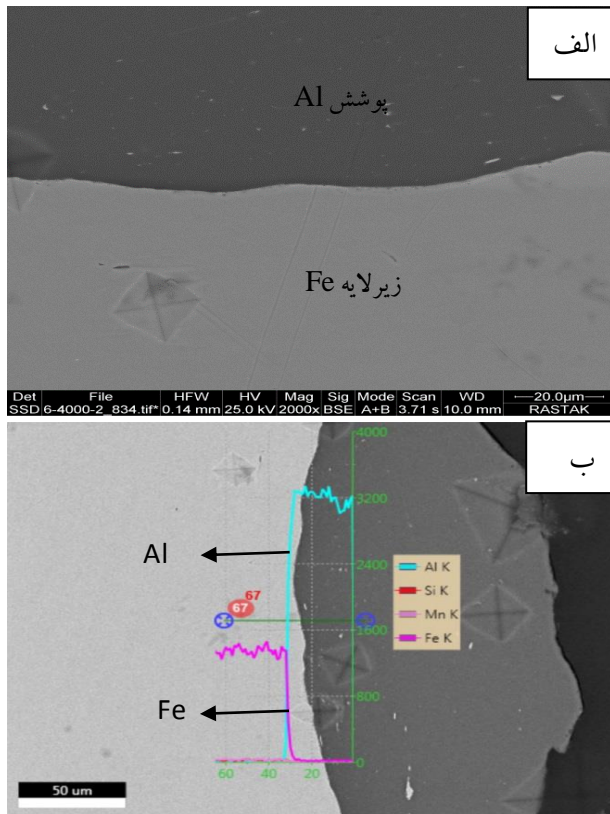 الف
پوشش Al
زیرلایه Fe
Det File HFW HV Mag Sig Mode Scan WD 20.0µm
SSD 6-4000-2_834.tif* 0.14 mm 25.0 kV 2000x BSE A+B 3.71 s 10.0 mm RASTAK
ب
4000
3200
Al
Al K
Si K
Mn K
Fe K
2400
67
67
1600
800
Fe
0
60 40 20
50 um